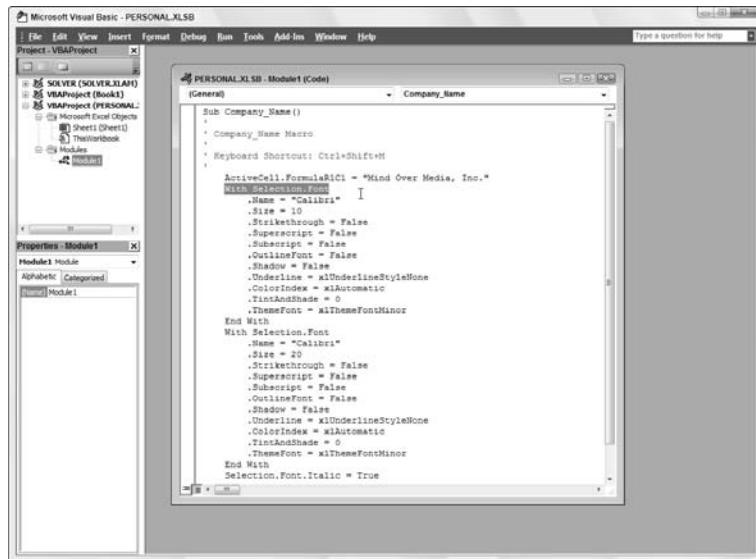 Microsoft Visual Basic - PERSONAL.XLSB
File Edit View Insert Format Debug Run Tools Add-Ins Window Help
Type a question for help
Project - VBAProject
SOLVER (SOLVER.XLAM)
VBAProject (Book1)
VBAProject (PERSONAL.
Microsoft Excel Objects
Sheet1 (Sheet1)
ThisWorkbook
Modules
Module1
Properties - Module1
Module1 Module
Alphabetic Categorized
(Name) Module1
PERSONAL.XLSB - Module1 (Code)
(General) Company_Name
Sub Company_Name()
'
' Company_Name Macro
'
' Keyboard Shortcut: Ctrl+Shift+M
'
ActiveCell.FormulaR1C1 = "Mind Over Media, Inc."
With Selection.Font
.Name = "Calibri"
.Size = 10
.Strikethrough = False
.Superscript = False
.Subscript = False
.OutlineFont = False
.Shadow = False
.Underline = xlUnderlineStyleNone
.ColorIndex = xlAutomatic
.TintAndShade = 0
.ThemeFont = xlThemeFontMinor
End With
With Selection.Font
.Name = "Calibri"
.Size = 20
.Strikethrough = False
.Superscript = False
.Subscript = False
.OutlineFont = False
.Shadow = False
.Underline = xlUnderlineStyleNone
.ColorIndex = xlAutomatic
.TintAndShade = 0
.ThemeFont = xlThemeFontMinor
End With
Selection.Font.Italic = True